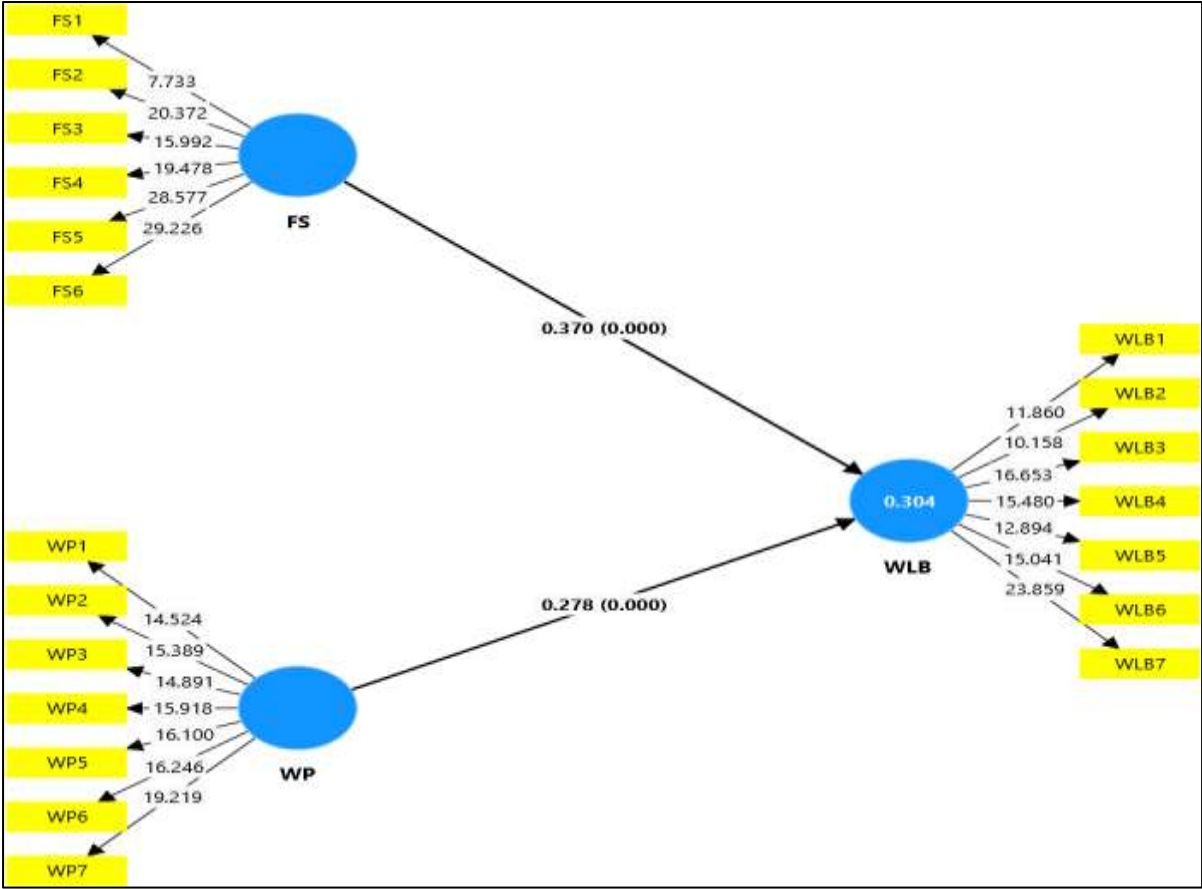 FS1
7.733
FS2
20.372
FS3
15.992
FS4
19.478
FS5
28.577
FS6
29.226
FS
0.370 (0.000)
WLB1
11.860
WLB2
10.158
WLB3
16.653
WLB4
15.480
WLB5
12.894
WLB6
15.041
WLB7
23.859
0.304
WLB
0.278 (0.000)
WP1
14.524
WP2
15.389
WP3
14.891
WP4
15.918
WP5
16.100
WP6
16.246
WP7
19.219
WP